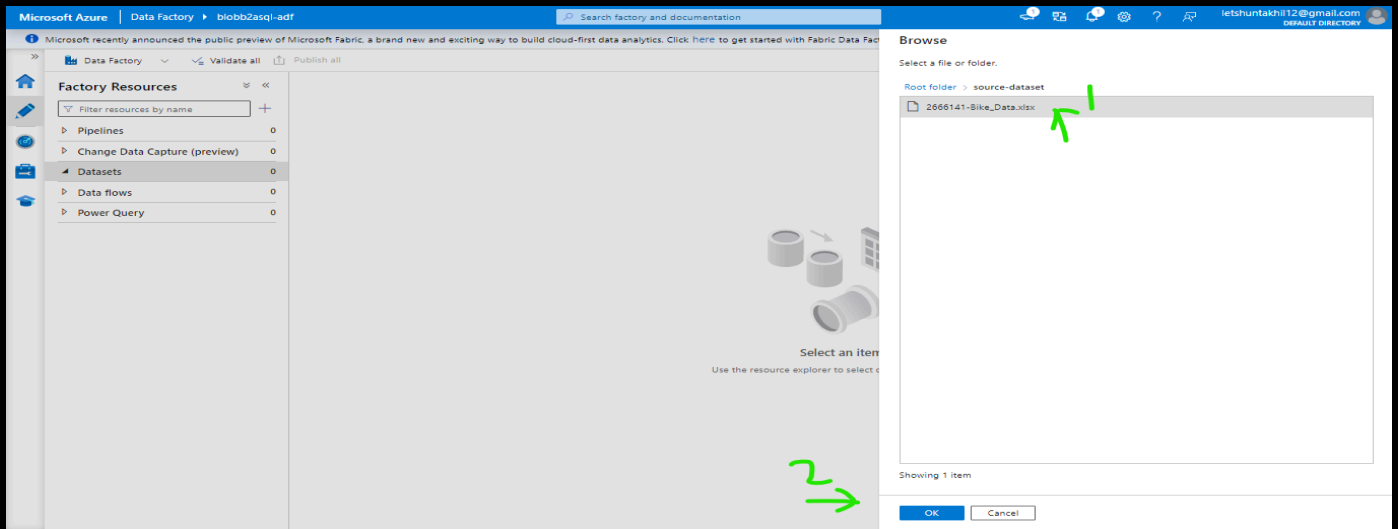 Microsoft Azure Data Factory blobb2asql-adf Search factory and documentation 1 1 letshuntakhil12@gmail.com
DEFAULT DIRECTORY
Microsoft recently announced the public preview of Microsoft Fabric, a brand new and exciting way to build cloud-first data analytics. Click here to get started with Fabric Data Fact
Data Factory Validate all Publish all
Factory Resources
Filter resources by name
Pipelines 0
Change Data Capture (preview) 0
Datasets 0
Data flows 0
Power Query 0
Select an item
Use the resource explorer to select
Browse
Select a file or folder.
Root folder > source-dataset
2666141-Bike_Data.xlsx
1
Showing 1 item
2
OK Cancel